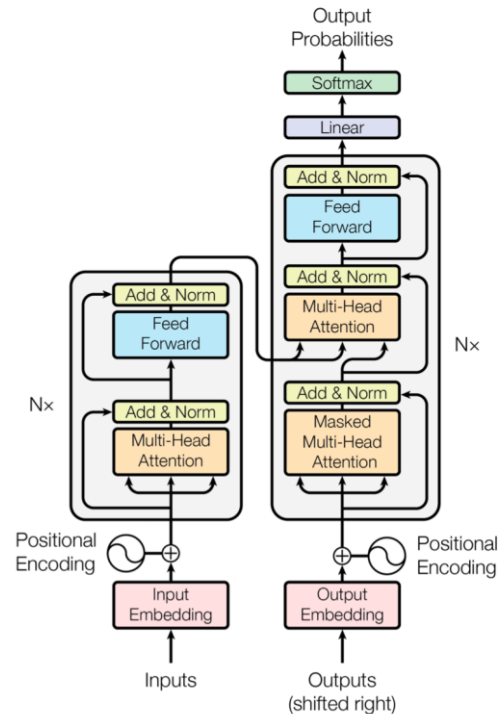 Output
Probabilities
Softmax
Linear
Add & Norm
Feed
Forward
Add & Norm
Multi-Head
Attention
Add & Norm
Masked
Multi-Head
Attention
Nx
Add & Norm
Feed
Forward
Add & Norm
Multi-Head
Attention
Nx
Positional
Encoding
Positional
Encoding
Input
Embedding
Output
Embedding
Inputs
Outputs
(shifted right)